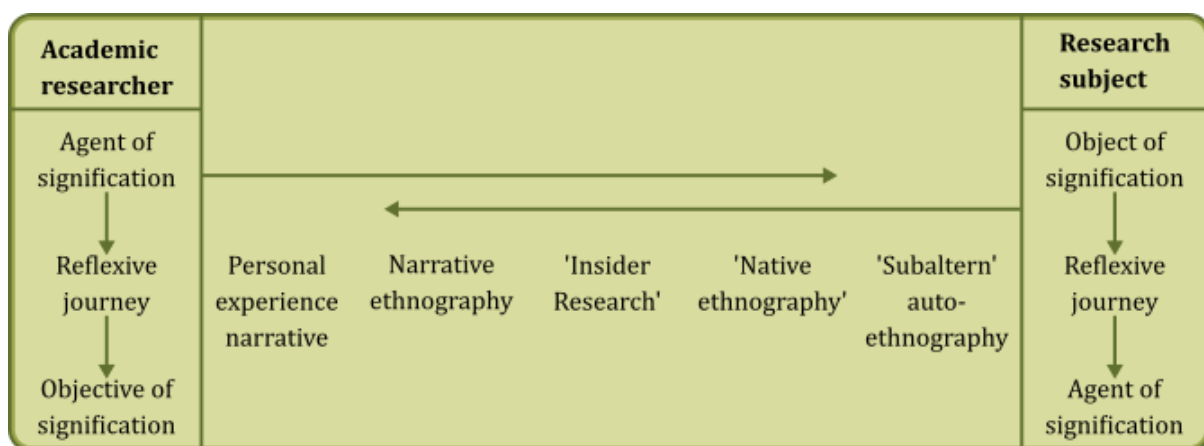 Academic
researcher
Research
subject
Agent of
signification
Object of
signification
Reflexive
journey
Personal
experience
narrative
Narrative
ethnography
'Insider
Research'
'Native
ethnography'
'Subaltern'
auto-
ethnography
Reflexive
journey
Objective of
signification
Agent of
signification